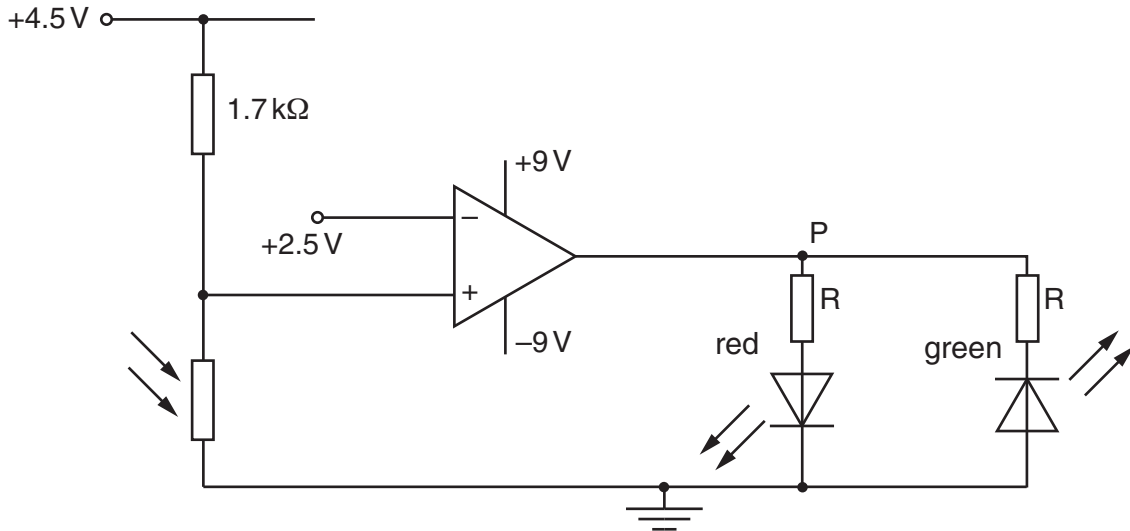 +4.5 V
1.7 kΩ
+9 V
–
+2.5 V
P
+
R
R
–9 V
red
green